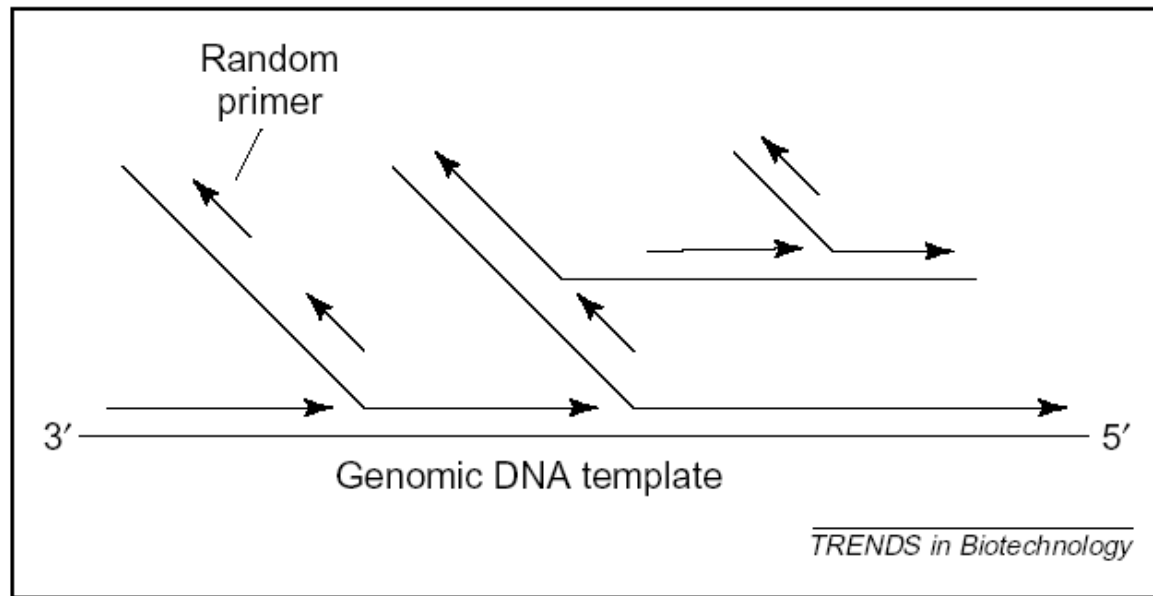 Random
primer
3′
5′
Genomic DNA template
TRENDS in Biotechnology